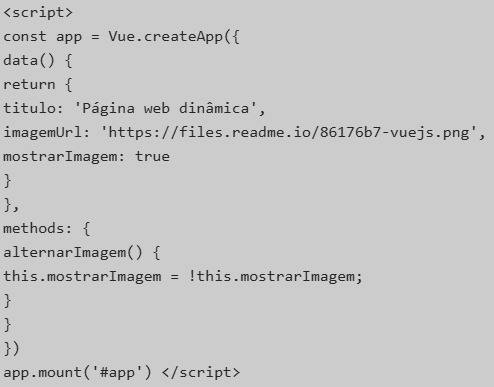 <script>
const app = Vue.createApp({
data() {
return {
titulo: 'Página web dinâmica',
imagemUrl: 'https://files.readme.io/86176b7-vuejs.png',
mostrarImagem: true
}
},
methods: {
alternarImagem() {
this.mostrarImagem = !this.mostrarImagem;
}
}
})
app.mount('#app') </script>